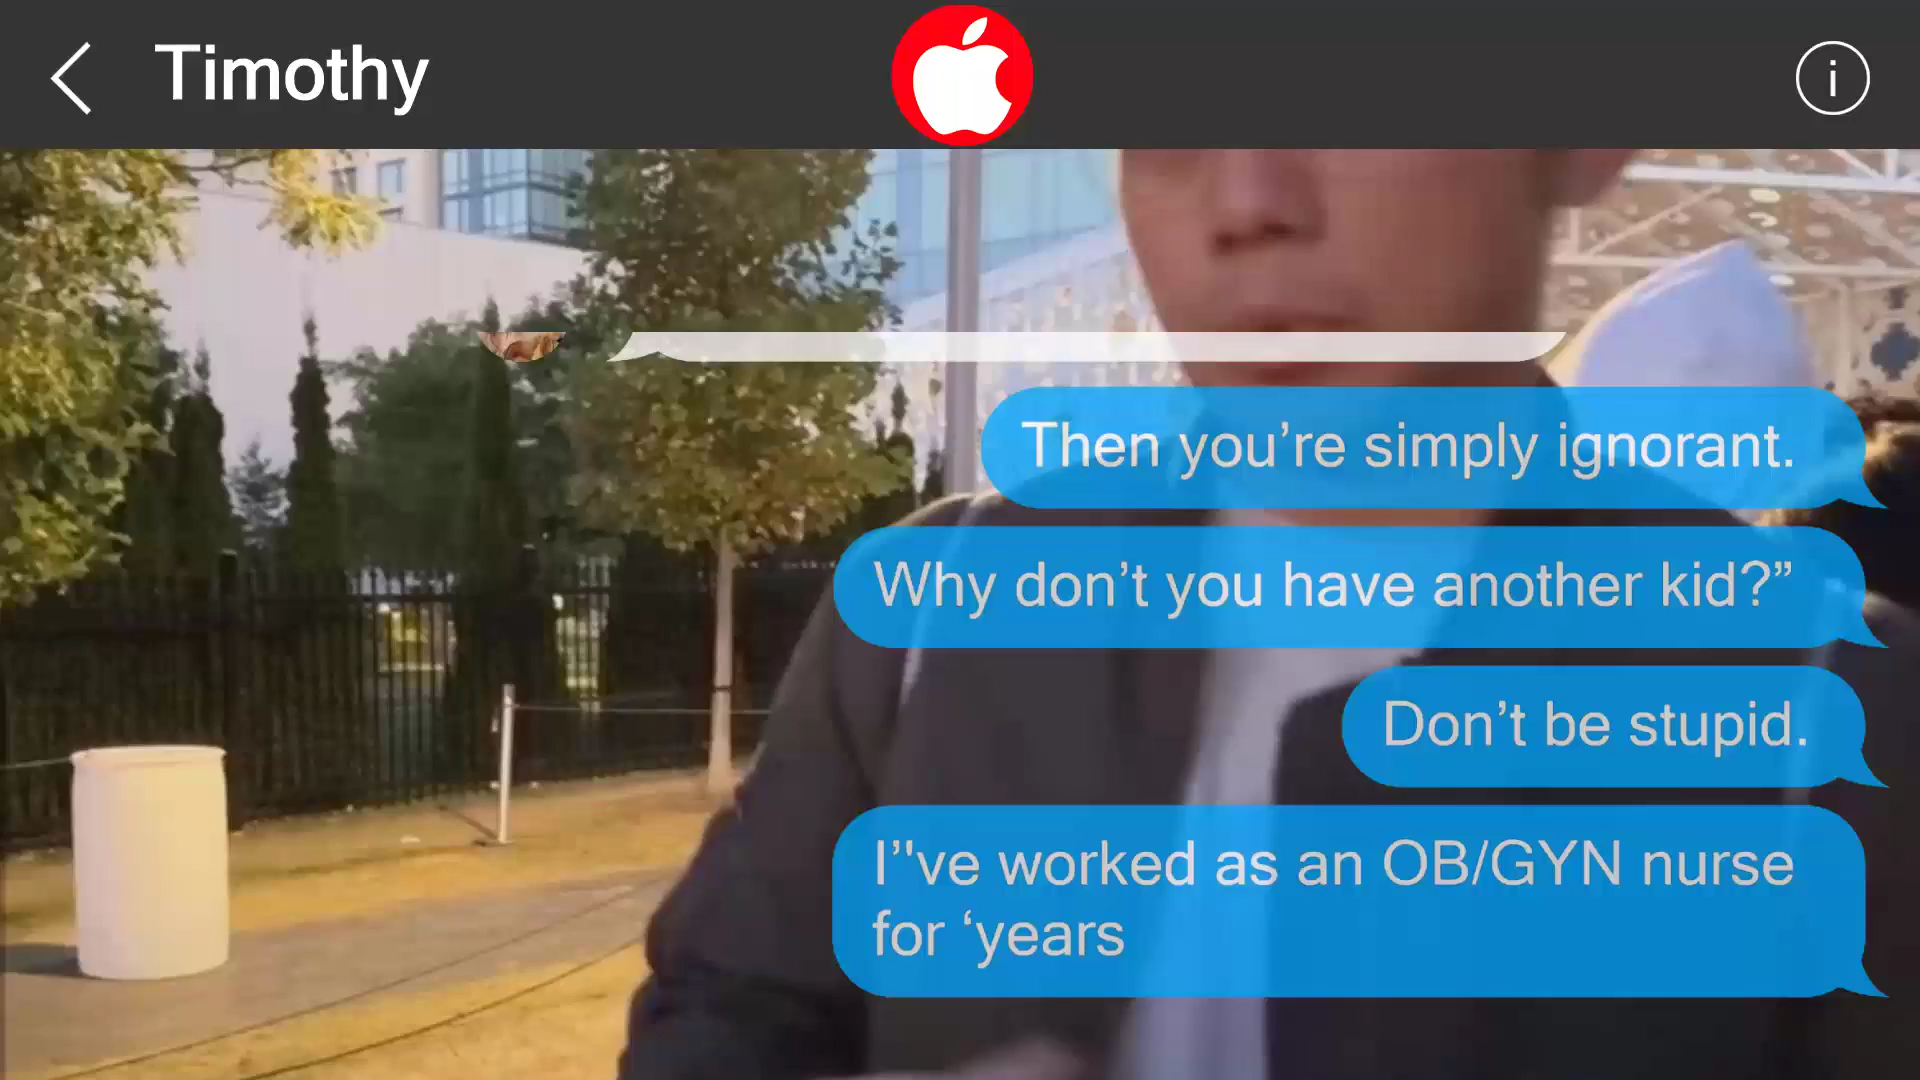 Timothy
i
Then you’re simply ignorant.
Why don’t you have another kid?”
Don’t be stupid.
I”'ve worked as an OB/GYN nurse
for ‘years